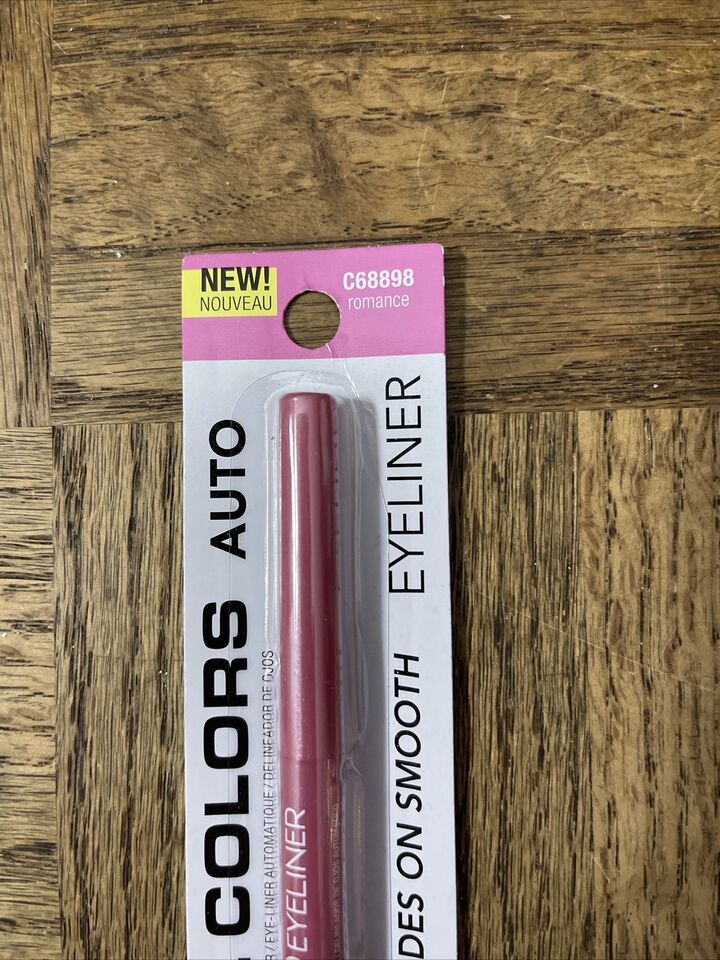 NEW!
NOUVEAU
C68898
romance
COLORS AUTO
EYE-LINER AUTOMATIQUE / DELINEADOR DE OJOS
EYELINER
EYELINER
DES ON SMOOTH